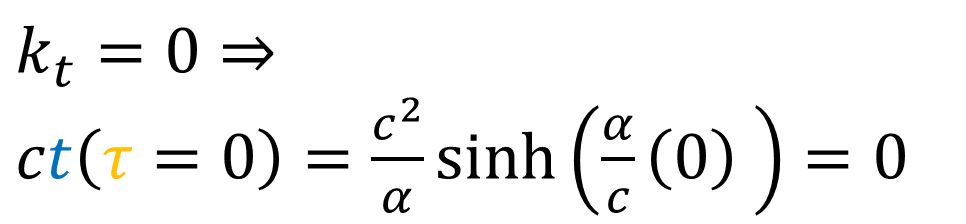 k_t = 0 ⇒
ct(τ = 0) = c²/α sinh(α/c (0)) = 0